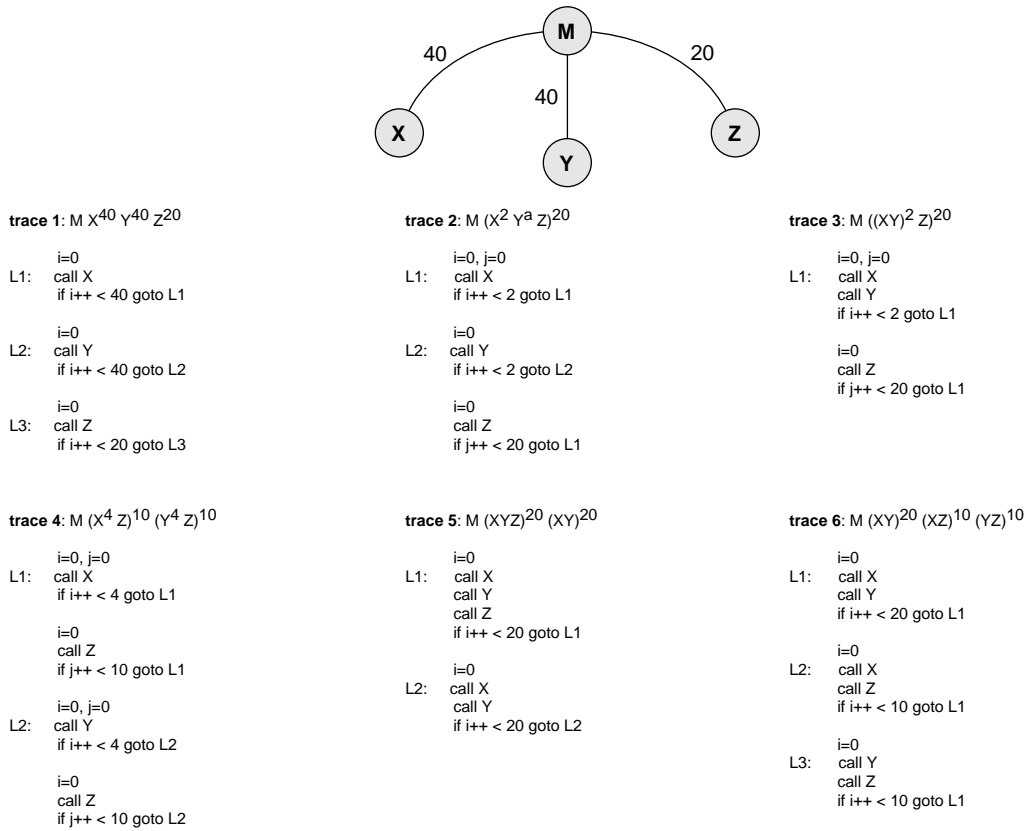 M
40
20
40
X
Z
Y
trace 1: M X40 Y40 Z20
i=0
L1: call X
if i++ < 40 goto L1
i=0
L2: call Y
if i++ < 40 goto L2
i=0
L3: call Z
if i++ < 20 goto L3
trace 2: M (X2 Ya Z)20
i=0, j=0
L1: call X
if i++ < 2 goto L1
i=0
L2: call Y
if i++ < 2 goto L2
i=0
call Z
if j++ < 20 goto L1
trace 3: M ((XY)2 Z)20
i=0, j=0
L1: call X
call Y
if i++ < 2 goto L1
i=0
call Z
if j++ < 20 goto L1
trace 4: M (X4 Z)10 (Y4 Z)10
i=0, j=0
L1: call X
if i++ < 4 goto L1
i=0
call Z
if j++ < 10 goto L1
i=0, j=0
L2: call Y
if i++ < 4 goto L2
i=0
call Z
if j++ < 10 goto L2
trace 5: M (XYZ)20 (XY)20
i=0
L1: call X
call Y
call Z
if i++ < 20 goto L1
i=0
L2: call X
call Y
if i++ < 20 goto L2
trace 6: M (XY)20 (XZ)10 (YZ)10
i=0
L1: call X
call Y
if i++ < 20 goto L1
i=0
L2: call X
call Z
if i++ < 10 goto L1
i=0
L3: call Y
call Z
if i++ < 10 goto L1